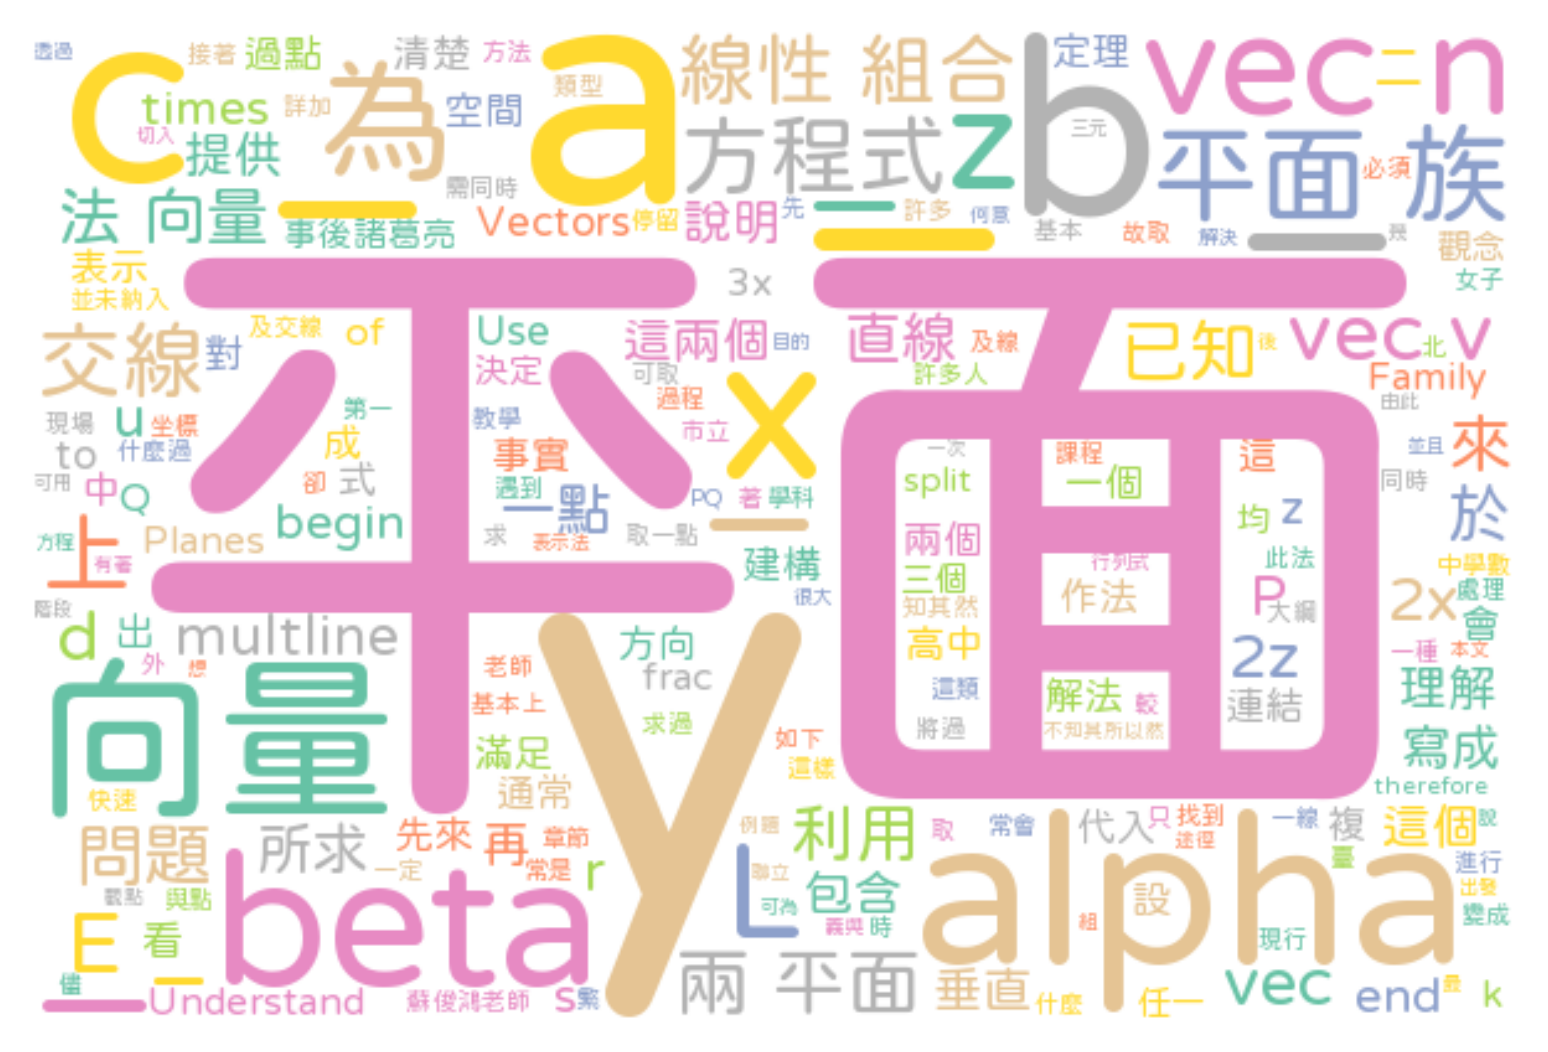 透過 接著 過點 清楚 方法 a 線性 組合 b 定理 vec n
c times 詳加 為 空間 類型 方程式 z 三元 平面 族
切入 提供 需同時 必須
法 向量 事後諸葛亮 Vectors 停留 說明 先 許多 何意 基本 故取 解決 觀念
表示 3x 女子
並未納入
平面
交線 對 及交線 of Use 這兩個 目的 直線 及線 已知 後 vec v 北
決定 可取 許多人 Family
現場 u 坐標 第一 教學 過程 x 由此
to 什麼過 成 事實 市立 一次 課程 這 並且 來
可用 中 Q 卻 式 遇到 一點 PQ 著 學科 split 一個 同時
方程 上 Planes begin 求 表示法 取一點 兩個 均 z 於
有著 建構 三個 行列式 此法 中學數
階段 很大 知其然 作法 P 大綱 2x 處理
d 出 multline y 方向 高中 2z 會
外 想 老師 frac 這類 解法 較 連結 一種 本文
向量 基本上 求過 將過 不知其所以然 理解
滿足 如下 寫成
快速 通常 這樣 therefore
問題 所求 先來 再 章節 例題 利用 取 常會 代入 只 找到 一線 複 這個 說
一定 常是 r 聯立 途徑 臺 進行
觀點 與點 beta L 可為 包含 alpha 設 出發
E 看 義與 時 組 現行 變成
儘 Understand 蘇俊鴻老師 s 繁 兩 平面 垂直 什麼 任一 vec end 最 k